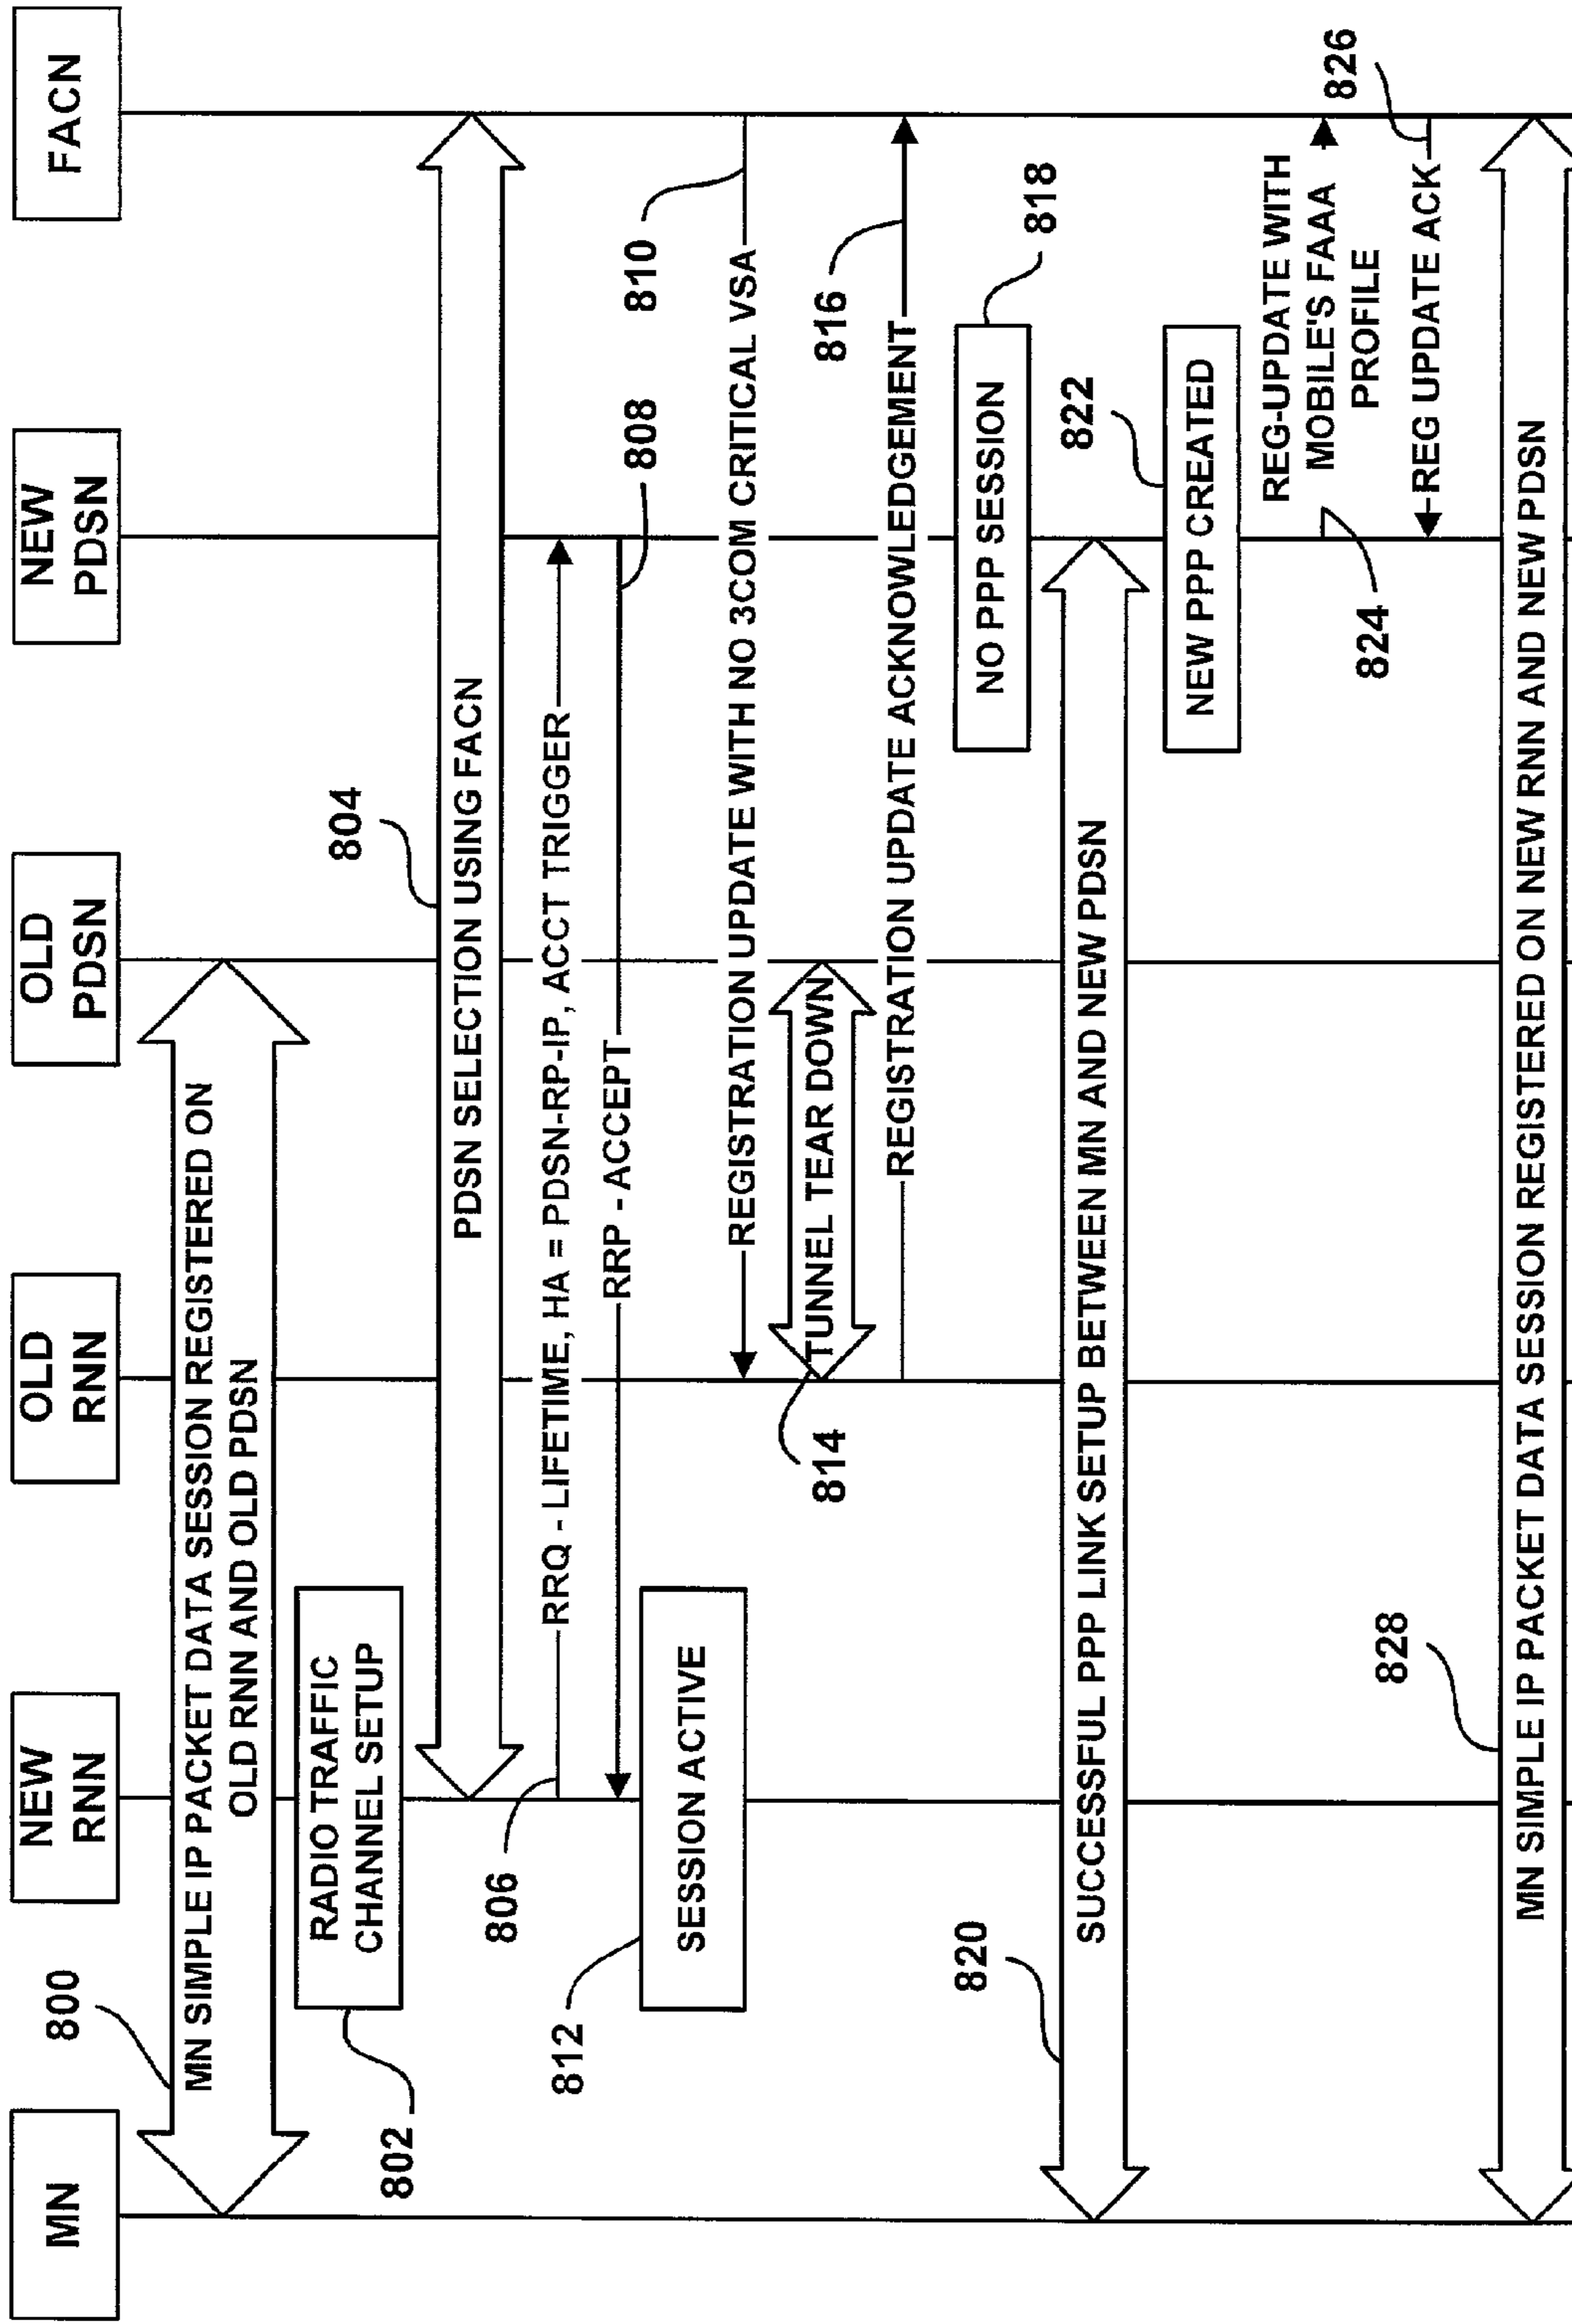 MN
NEW
RNN
OLD
RNN
OLD
PDSN
NEW
PDSN
FACN
800
MN SIMPLE IP PACKET DATA SESSION REGISTERED ON
OLD RNN AND OLD PDSN
802
RADIO TRAFFIC
CHANNEL SETUP
804
PDSN SELECTION USING FACN
806
RRQ - LIFETIME, HA = PDSN-RP-IP, ACCT TRIGGER
808
RRP - ACCEPT
812
SESSION ACTIVE
810
REGISTRATION UPDATE WITH NO 3COM CRITICAL VSA
814
TUNNEL TEAR DOWN
816
REGISTRATION UPDATE ACKNOWLEDGEMENT
818
NO PPP SESSION
820
SUCCESSFUL PPP LINK SETUP BETWEEN MN AND NEW PDSN
822
NEW PPP CREATED
824
REG-UPDATE WITH
MOBILE'S FAAA
PROFILE
826
REG UPDATE ACK
828
MN SIMPLE IP PACKET DATA SESSION REGISTERED ON NEW RNN AND NEW PDSN